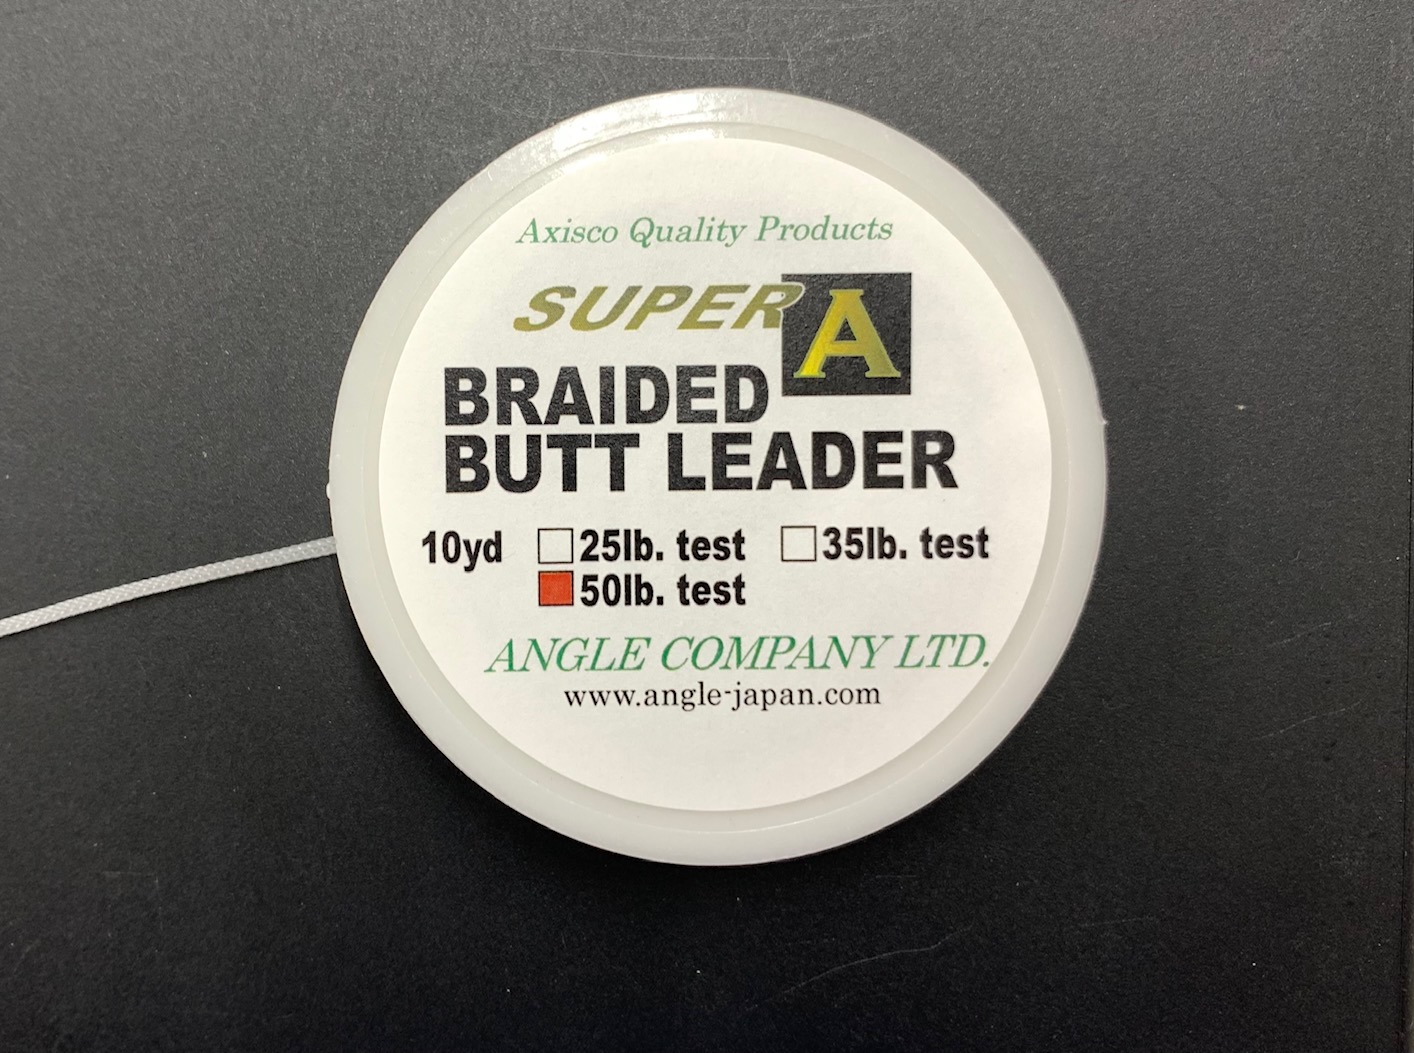 Axisco Quality Products
SUPER A
BRAIDED
BUTT LEADER
10yd 25lb. test 35lb. test
50lb. test
ANGLE COMPANY LTD.
www.angle-japan.com